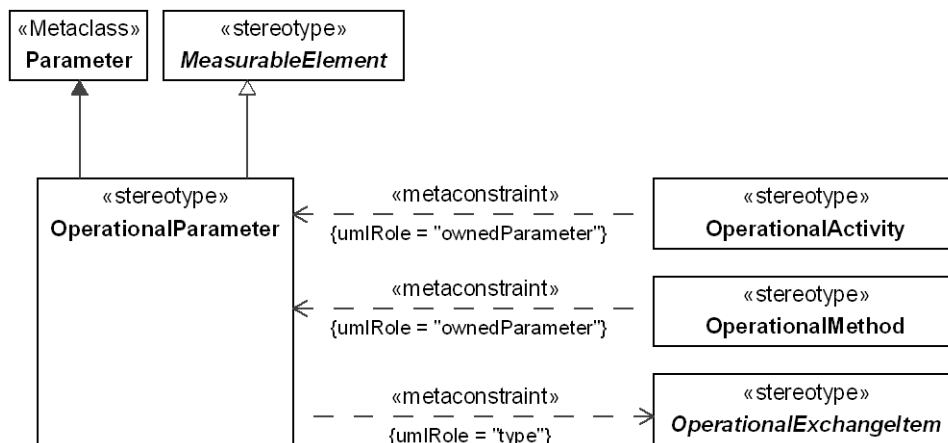 «Metaclass»
Parameter
«stereotype»
MeasurableElement
«stereotype»
OperationalParameter
«metaconstraint»
{umlRole = "ownedParameter"}
«stereotype»
OperationalActivity
«metaconstraint»
{umlRole = "ownedParameter"}
«stereotype»
OperationalMethod
«metaconstraint»
{umlRole = "type"}
«stereotype»
OperationalExchangeItem